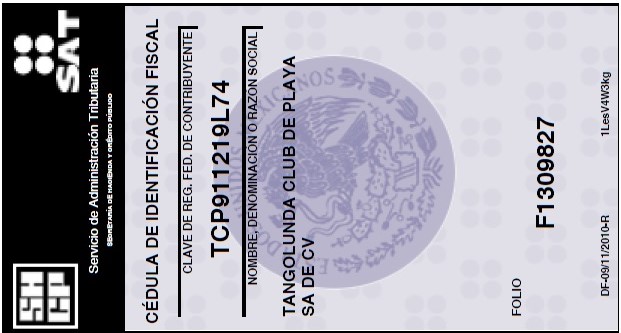 SHCP
SAT
Servicio de Administración Tributaria
SECRETARÍA DE HACIENDA Y CRÉDITO PÚBLICO
CÉDULA DE IDENTIFICACIÓN FISCAL
CLAVE DE REG. FED. DE CONTRIBUYENTE
TCP911219L74
NOMBRE, DENOMINACIÓN O RAZÓN SOCIAL
TANGOLUNDA CLUB DE PLAYA
SA DE CV
FOLIO
F1309827
DF-09/11/2010-R
1LesV4W3kg